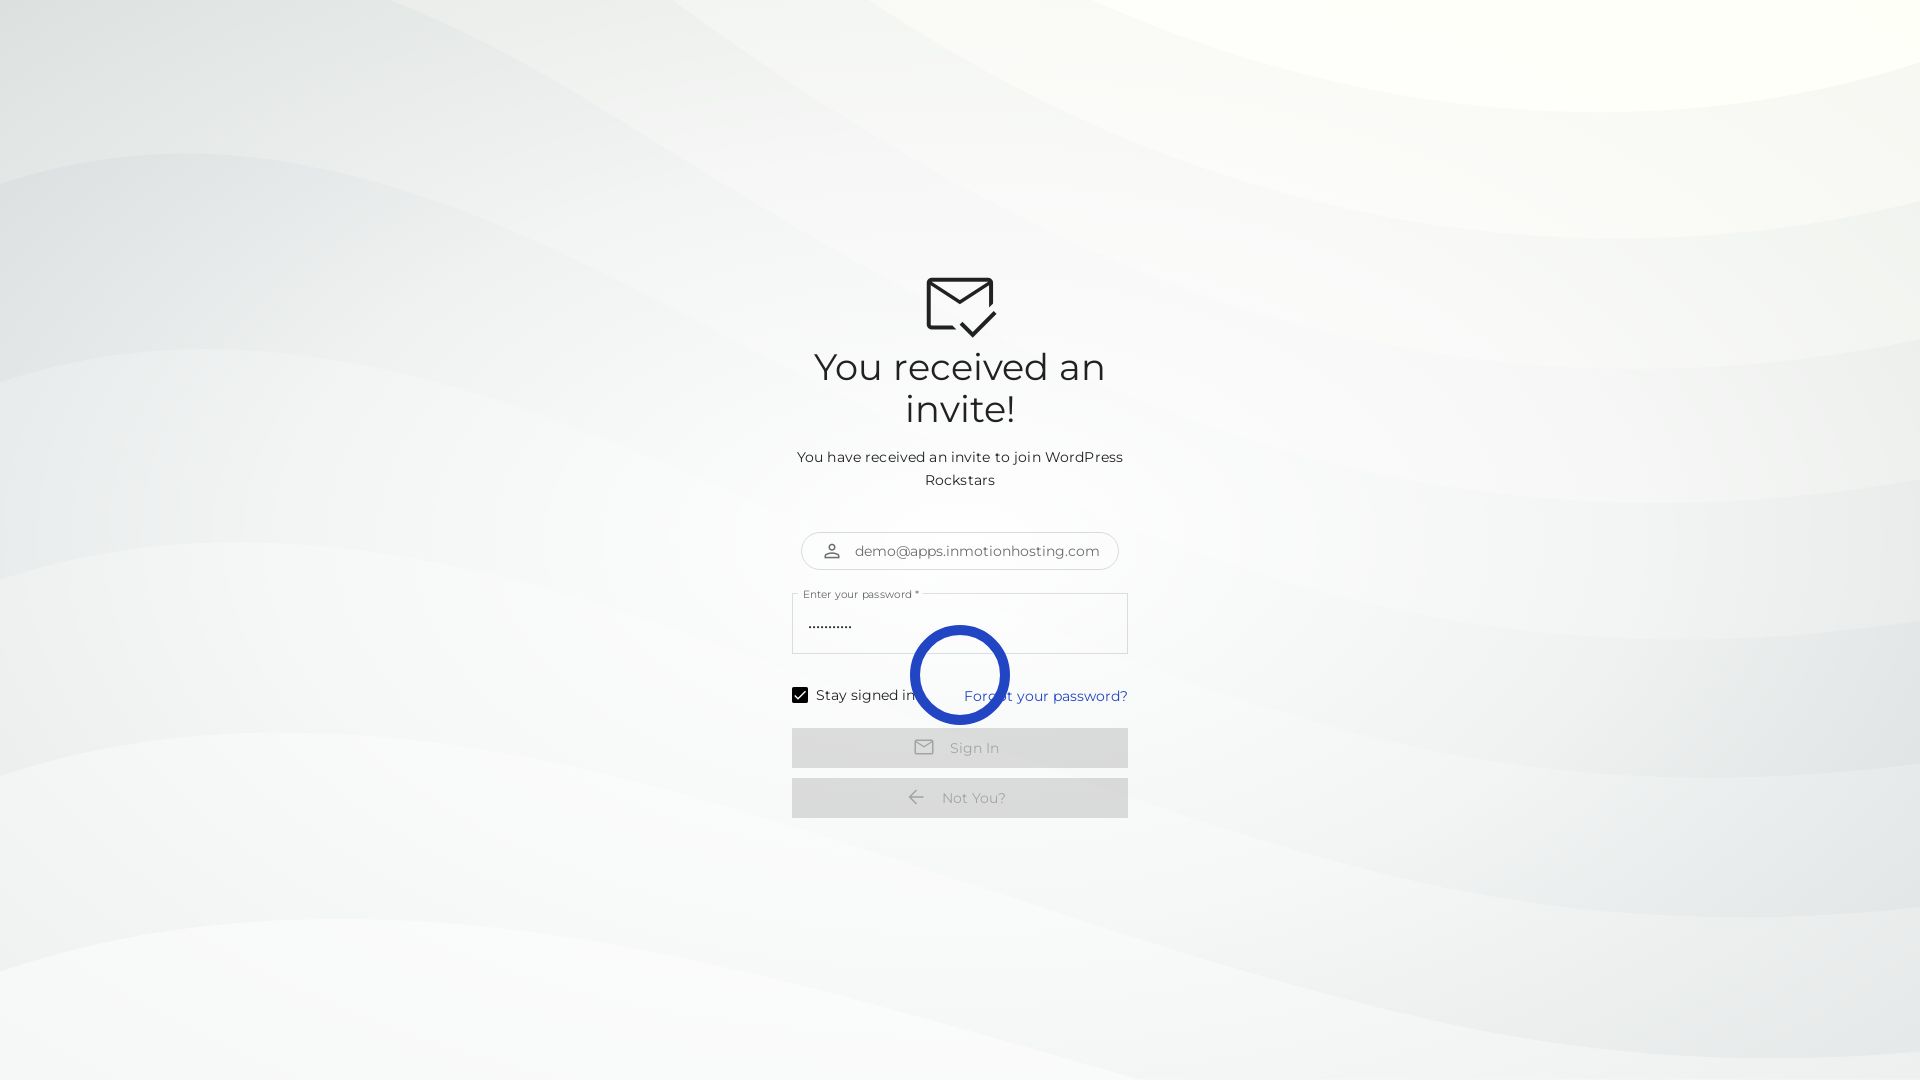 You received an
invite!
You have received an invite to join WordPress
Rockstars
demo@apps.inmotionhosting.com
Enter your password *
Stay signed in
Forgot your password?
Sign In
Not You?